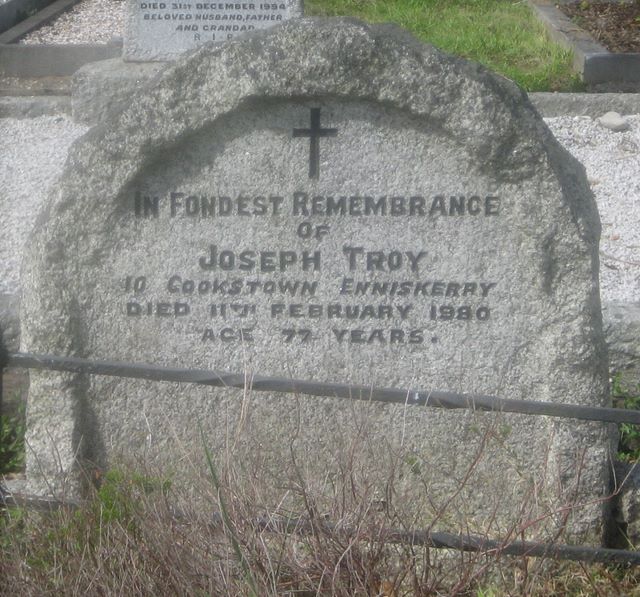 DIED 31ST DECEMBER 1994
BELOVED HUSBAND, FATHER
AND GRANDAD
R.I.P.
IN FONDEST REMEMBRANCE
OF
JOSEPH TROY
10 COOKSTOWN ENNISKERRY
DIED 11TH FEBRUARY 1980
AGE 77 YEARS.